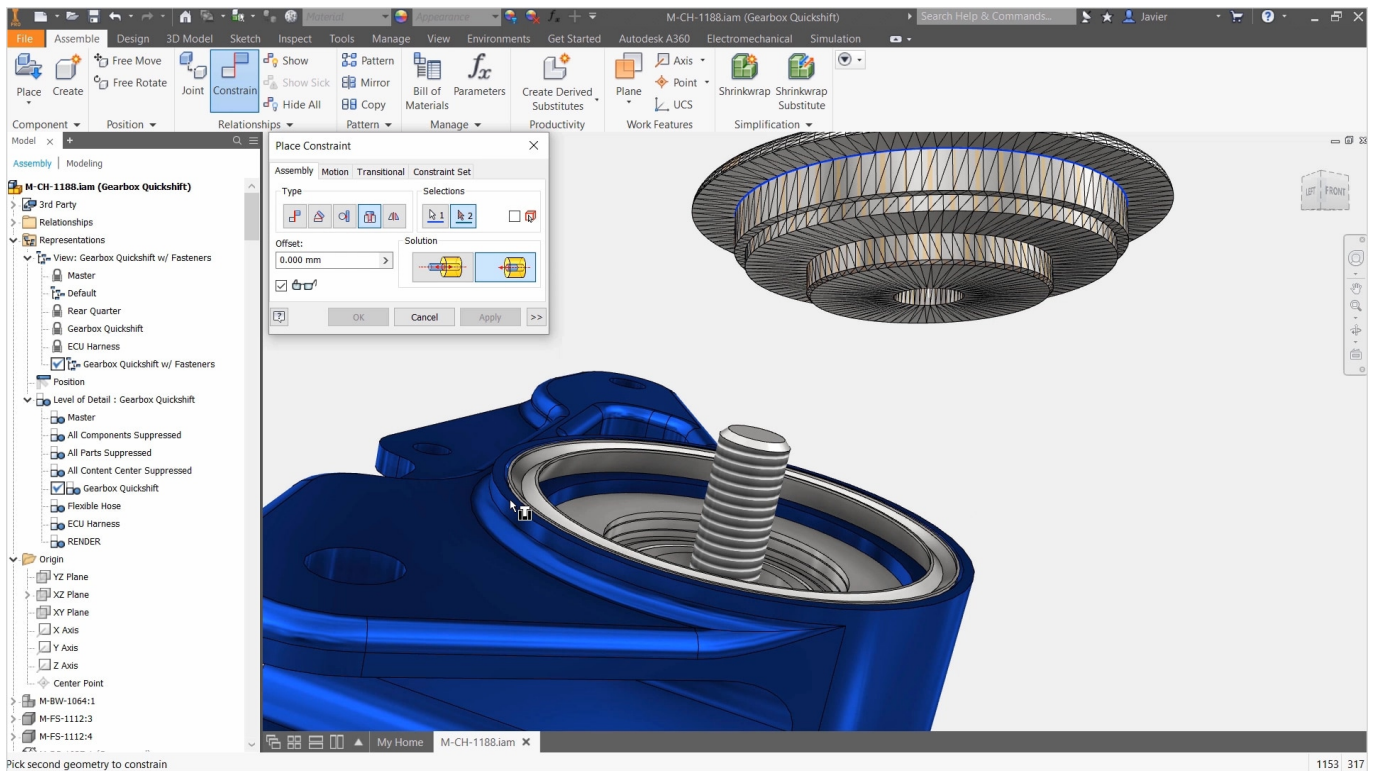 PRO
Material
Appearance
M-CH-1188.iam (Gearbox Quickshift)
Search Help & Commands...
Javier
File Assemble Design 3D Model Sketch Inspect Tools Manage View Environments Get Started Autodesk A360 Electromechanical Simulation
Place
Create
Free Move
Free Rotate
Joint
Constrain
Show
Show Sick
Hide All
Pattern
Mirror
Copy
Bill of
Materials
fx
Parameters
Create Derived
Substitutes
Plane
Axis
Point
UCS
Shrinkwrap
Shrinkwrap
Substitute
Component Position Relationships Pattern Manage Productivity Work Features Simplification
Model
Assembly | Modeling
M-CH-1188.iam (Gearbox Quickshift)
3rd Party
Relationships
Representations
View: Gearbox Quickshift w/ Fasteners
Master
Default
Rear Quarter
Gearbox Quickshift
ECU Harness
Gearbox Quickshift w/ Fasteners
Position
Level of Detail : Gearbox Quickshift
Master
All Components Suppressed
All Parts Suppressed
All Content Center Suppressed
Gearbox Quickshift
Flexible Hose
ECU Harness
RENDER
Origin
YZ Plane
XZ Plane
XY Plane
X Axis
Y Axis
Z Axis
Center Point
M-BW-1064:1
M-FS-1112:3
M-FS-1112:4
Place Constraint
Assembly Motion Transitional Constraint Set
Type
Selections
1
2
Offset:
0.000 mm
Solution
OK
Cancel
Apply
>>
LEFT
FRONT
My Home
M-CH-1188.iam
Pick second geometry to constrain
1153 317